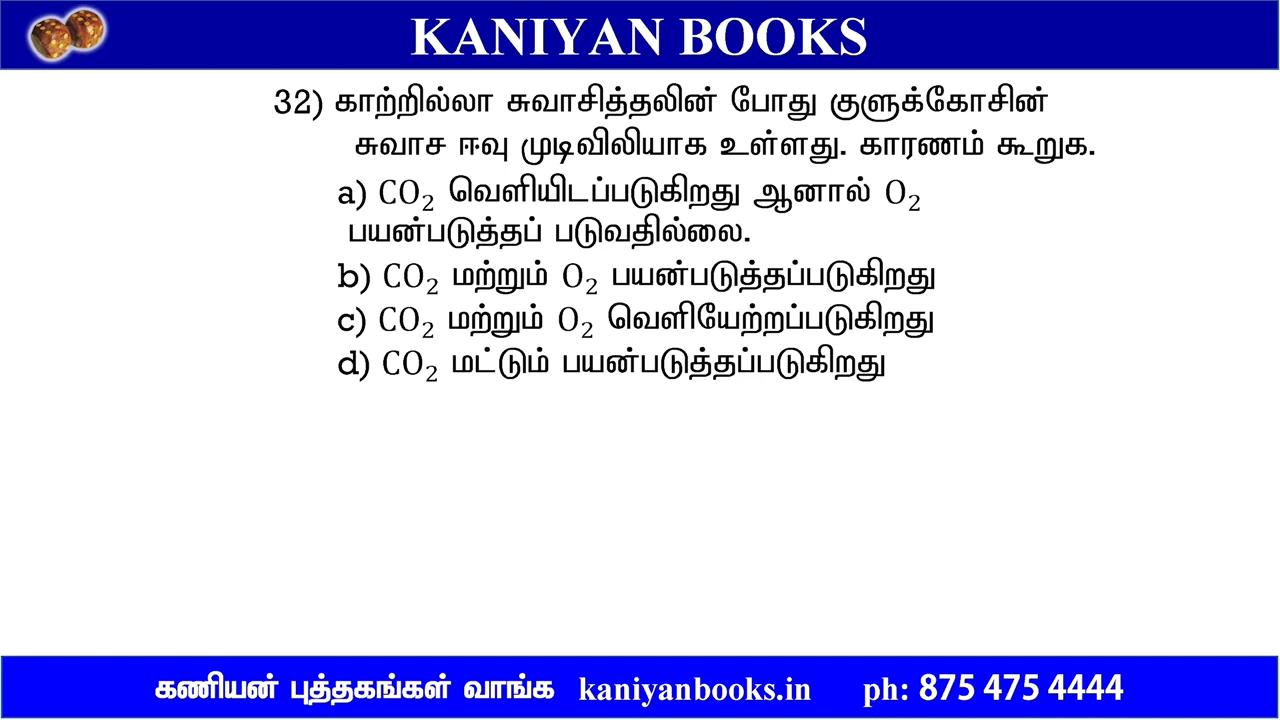 KANIYAN BOOKS
32) காற்றில்லா சுவாசித்தலின் போது குளுக்கோசின்
சுவாச ஈவு முடிவிலியாக உள்ளது. காரணம் கூறுக.
a) CO₂ வெளியிடப்படுகிறது ஆனால் O₂
பயன்படுத்தப் படுவதில்லை.
b) CO₂ மற்றும் O₂ பயன்படுத்தப்படுகிறது
c) CO₂ மற்றும் O₂ வெளியேற்றப்படுகிறது
d) CO₂ மட்டும் பயன்படுத்தப்படுகிறது
கணியன் புத்தகங்கள் வாங்க kaniyanbooks.in ph: 875 475 4444